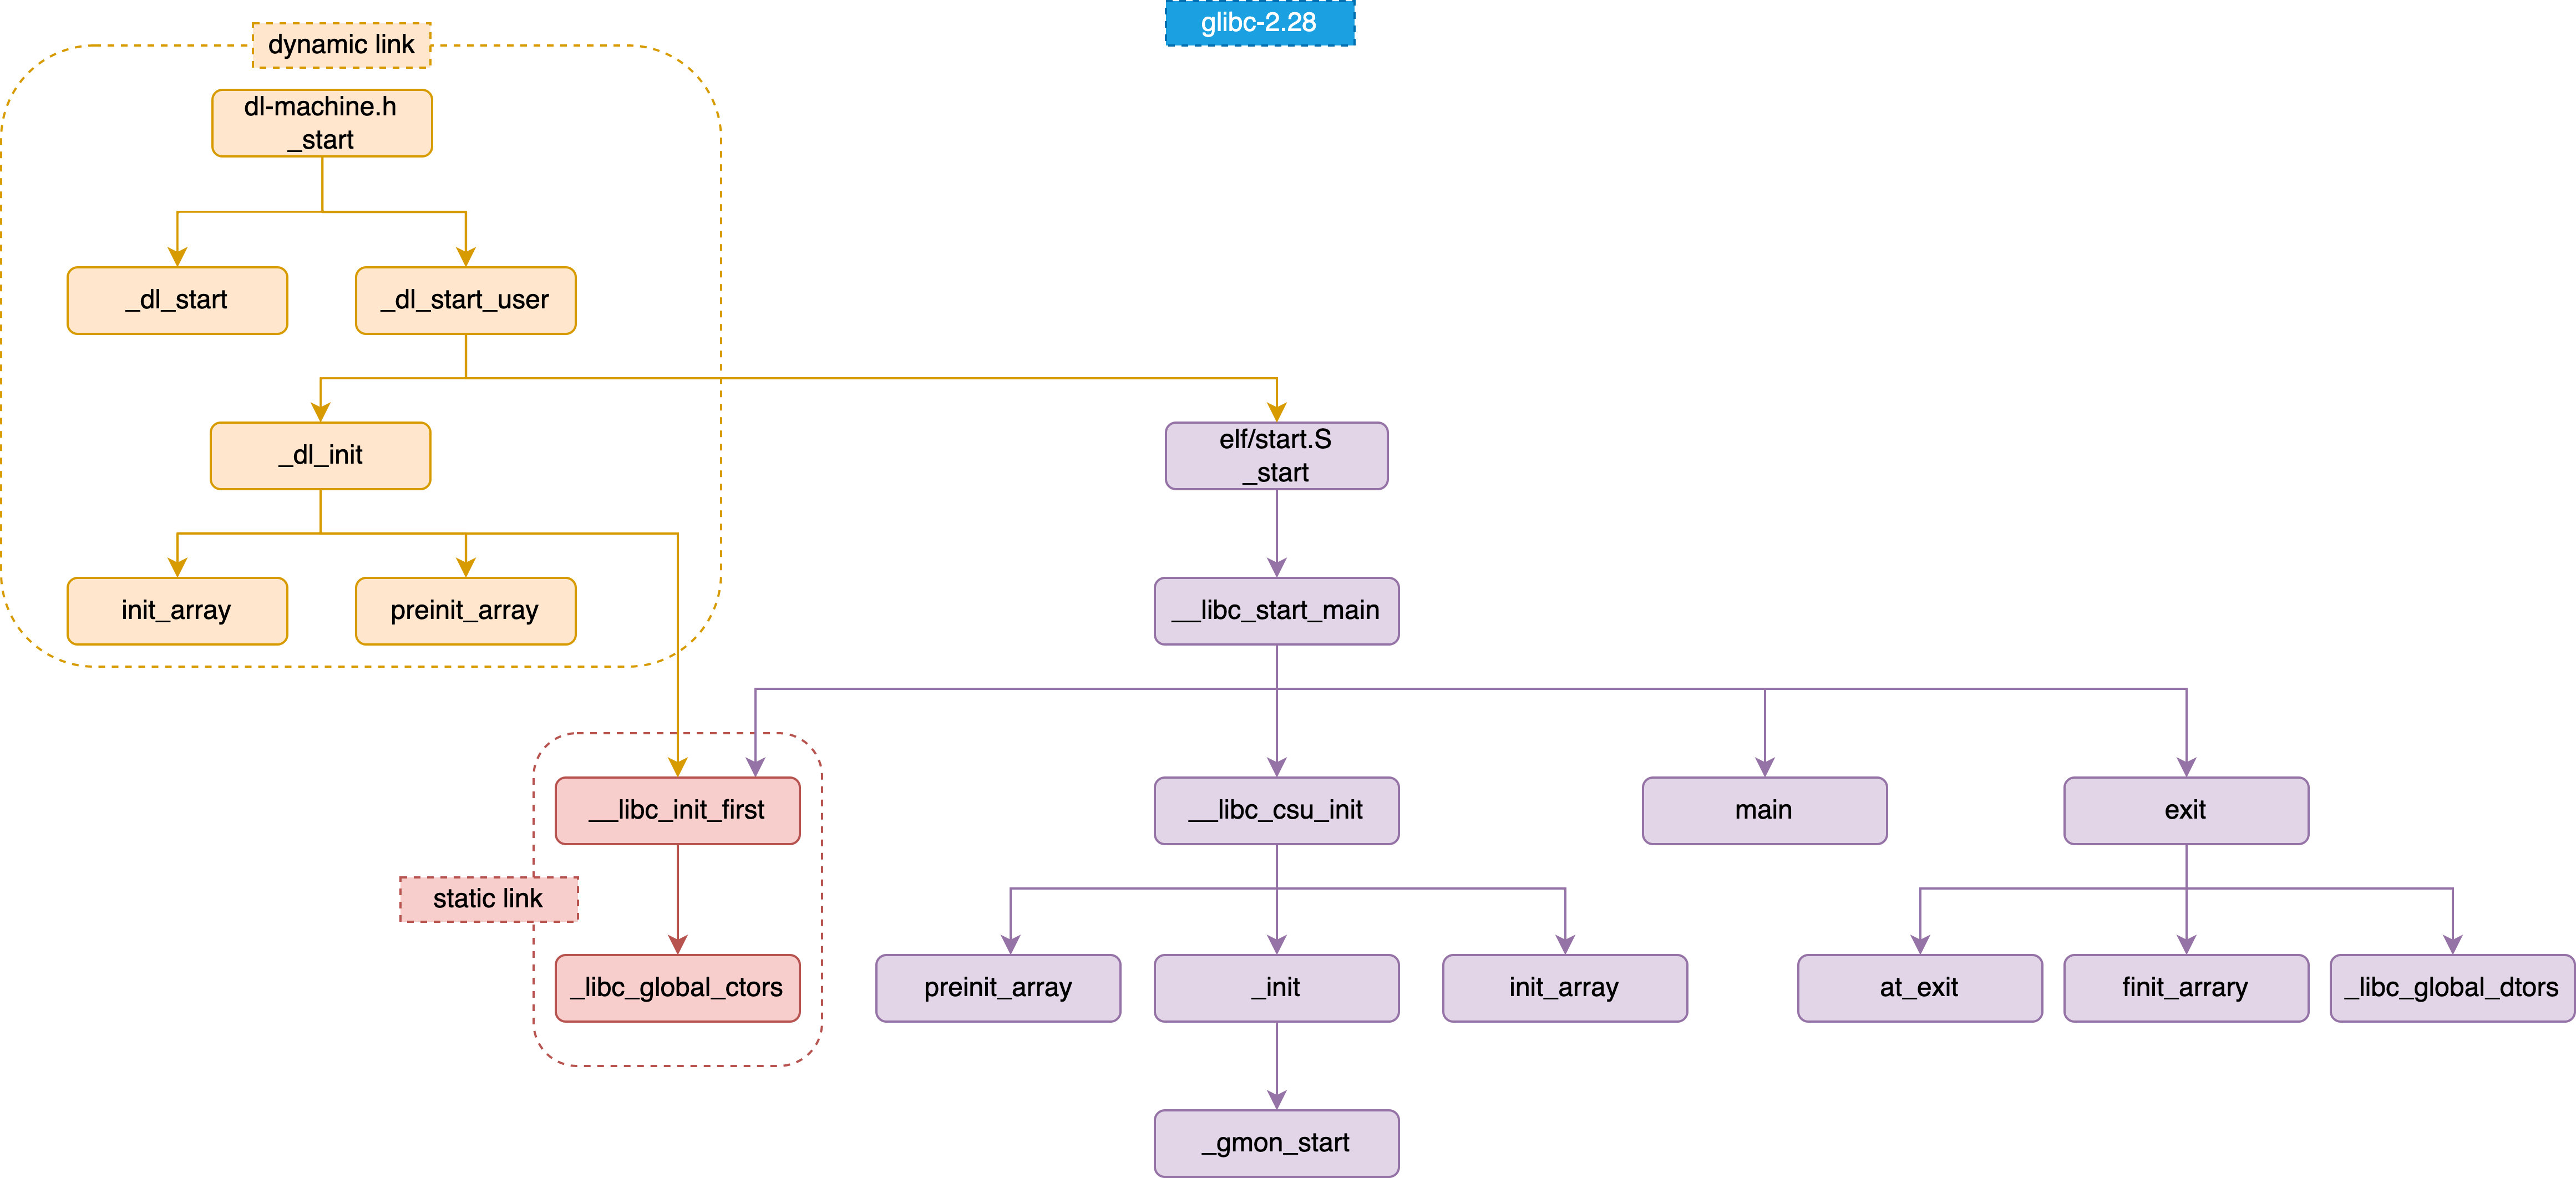 glibc-2.28
dynamic link
dl-machine.h
_start
_dl_start
_dl_start_user
_dl_init
elf/start.S
_start
init_array
preinit_array
__libc_start_main
__libc_init_first
__libc_csu_init
main
exit
static link
_libc_global_ctors
preinit_array
_init
init_array
at_exit
finit_arrary
_libc_global_dtors
_gmon_start